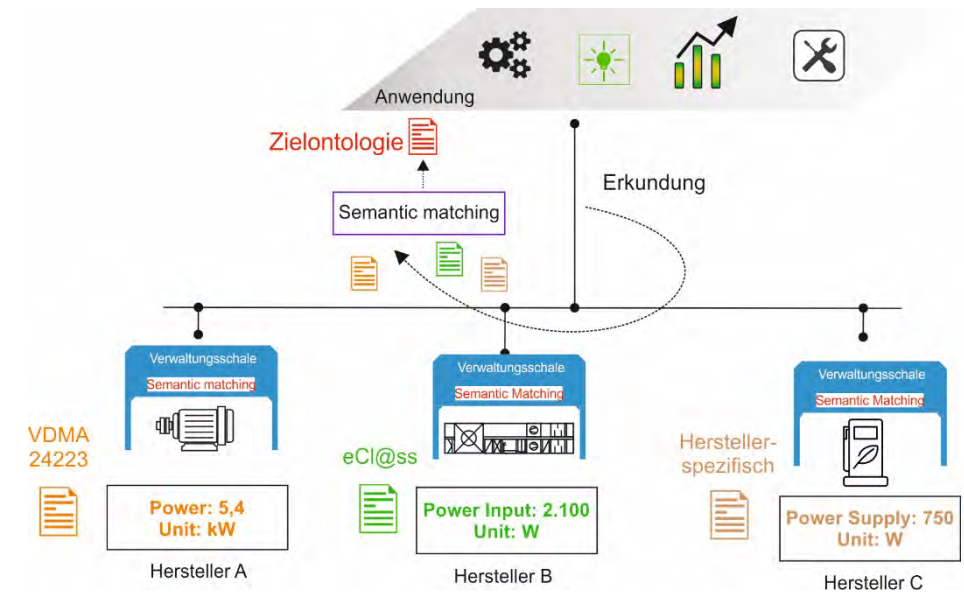 Anwendung
Zielontologie
Erkundung
Semantic matching
Verwaltungsschale
Semantic matching
Verwaltungsschale
Semantic Matching
Verwaltungsschale
Semantic Matching
VDMA
24223
eCl@ss
Hersteller-
spezifisch
Power: 5,4
Unit: kW
Power Input: 2.100
Unit: W
Power Supply: 750
Unit: W
Hersteller A
Hersteller B
Hersteller C